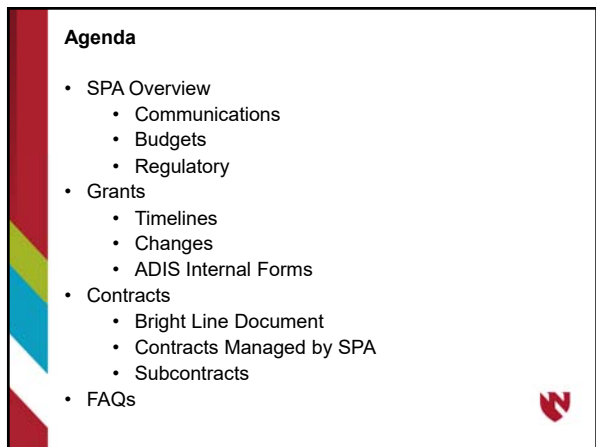 Agenda
• SPA Overview
• Communications
• Budgets
• Regulatory
• Grants
• Timelines
• Changes
• ADIS Internal Forms
• Contracts
• Bright Line Document
• Contracts Managed by SPA
• Subcontracts
• FAQs